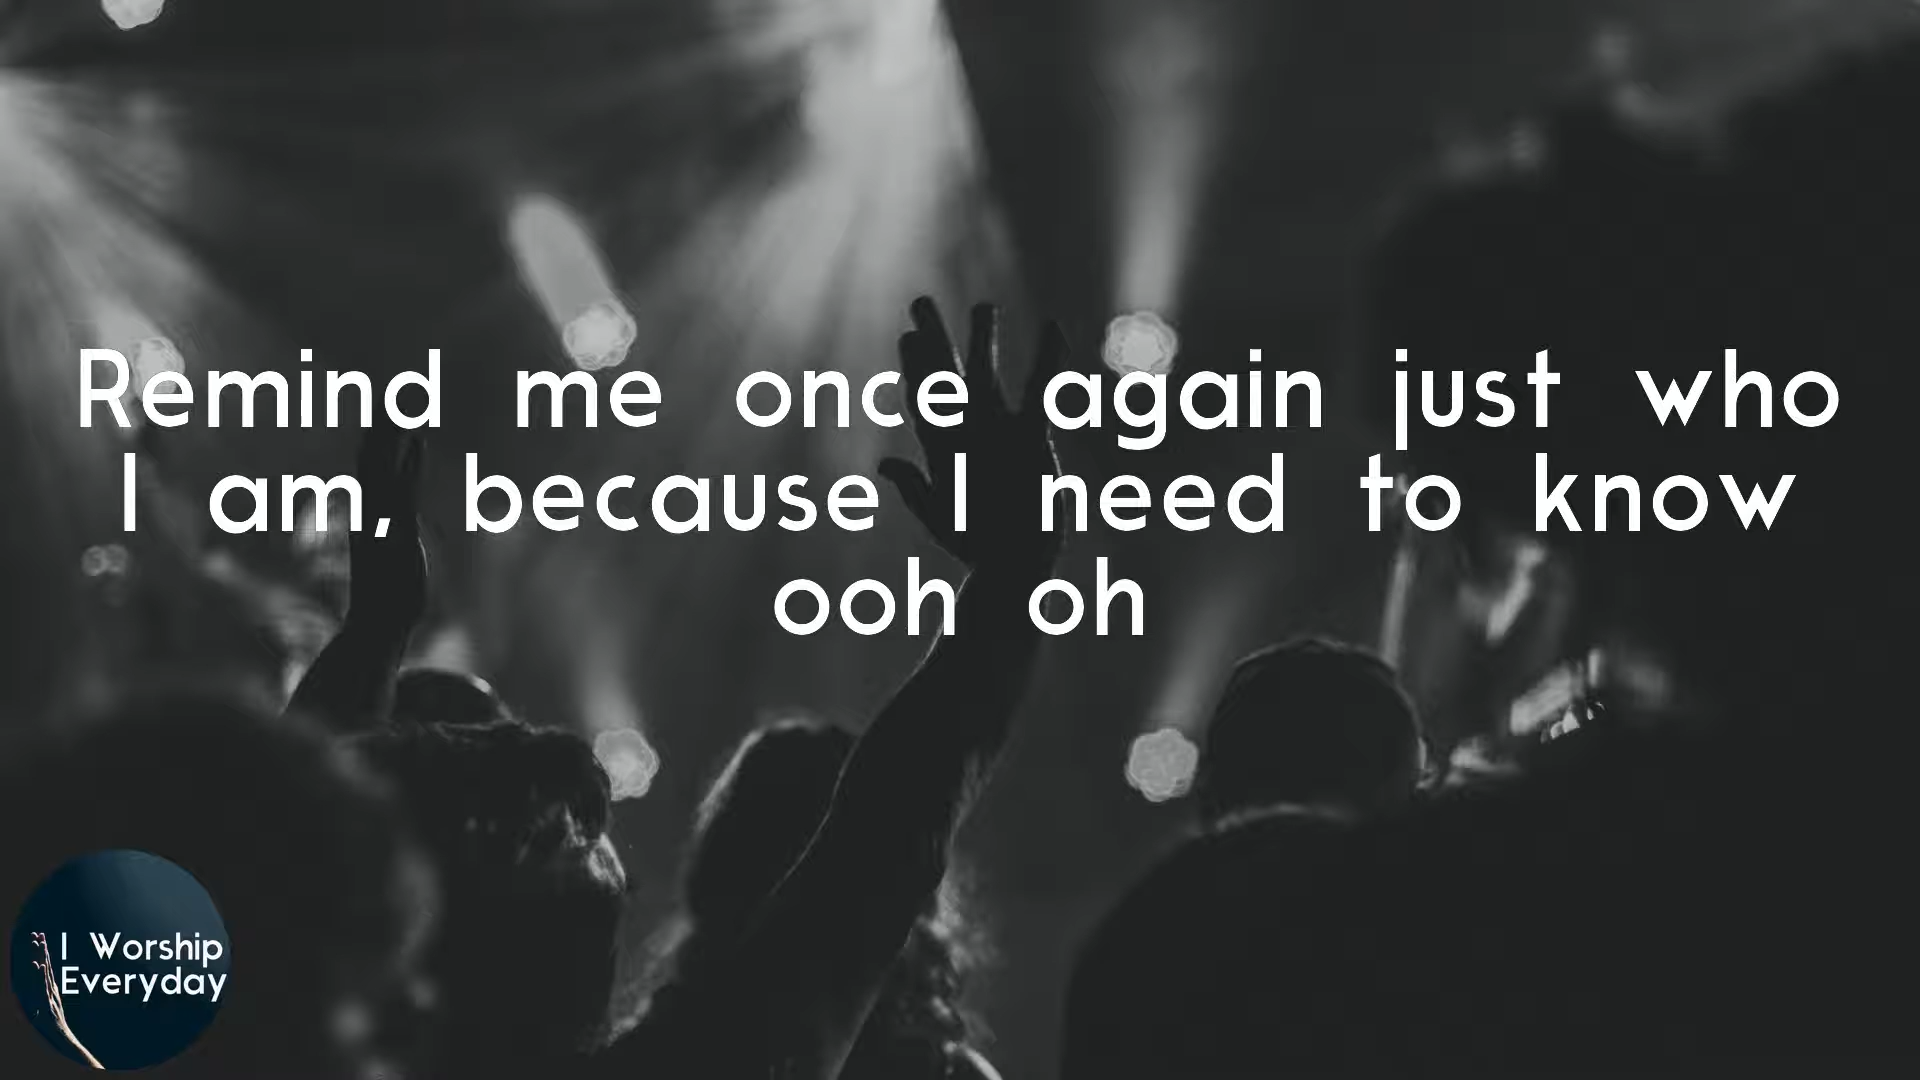 Remind me once again just who
I am, because I need to know
ooh oh
I Worship
Everyday